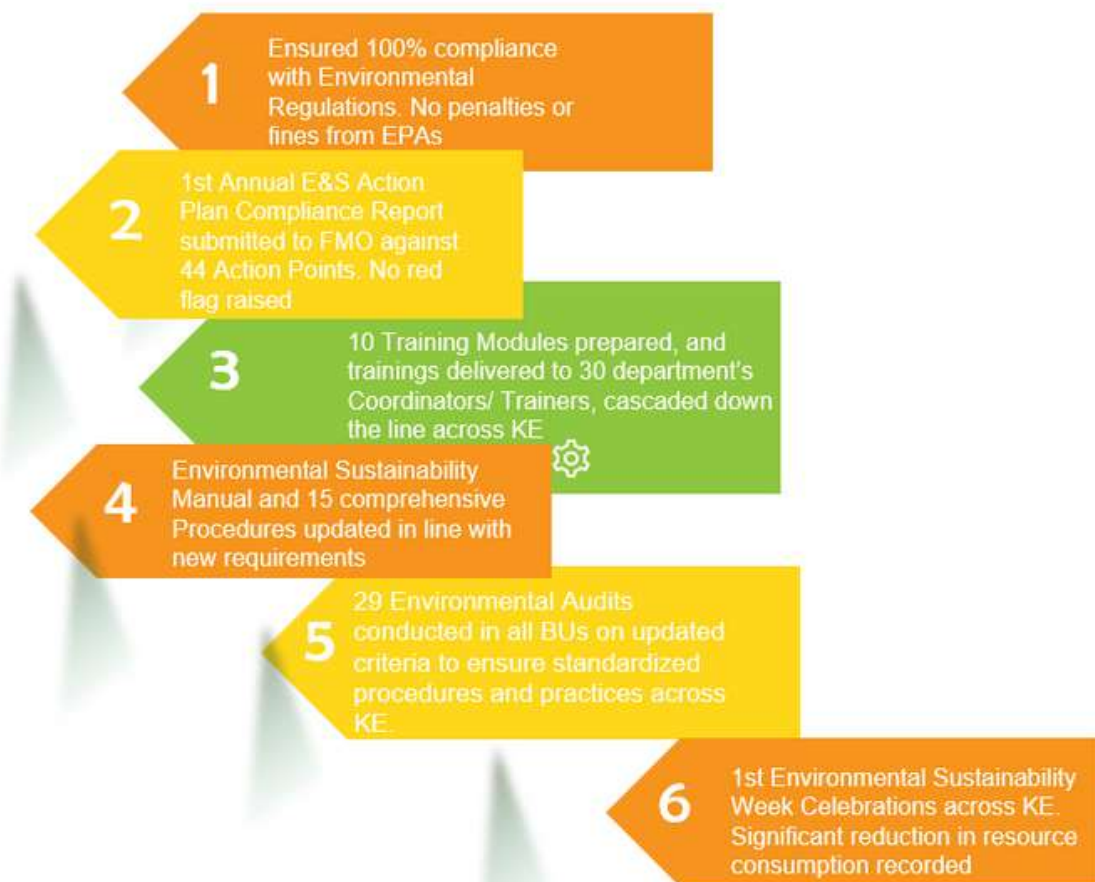 1
Ensured 100% compliance
with Environmental
Regulations. No penalties or
fines from EPAs
2
1st Annual E&S Action
Plan Compliance Report
submitted to FMO against
44 Action Points. No red
flag raised
3
10 Training Modules prepared, and
trainings delivered to 30 department's
Coordinators/ Trainers, cascaded down
the line across KE
4
Environmental Sustainability
Manual and 15 comprehensive
Procedures updated in line with
new requirements
5
29 Environmental Audits
conducted in all BUs on updated
criteria to ensure standardized
procedures and practices across
KE.
6
1st Environmental Sustainability
Week Celebrations across KE.
Significant reduction in resource
consumption recorded